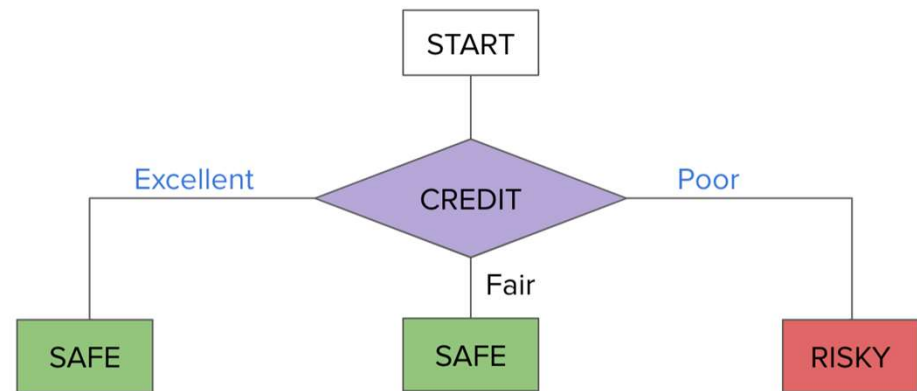 START
Excellent
Poor
CREDIT
Fair
SAFE
SAFE
RISKY